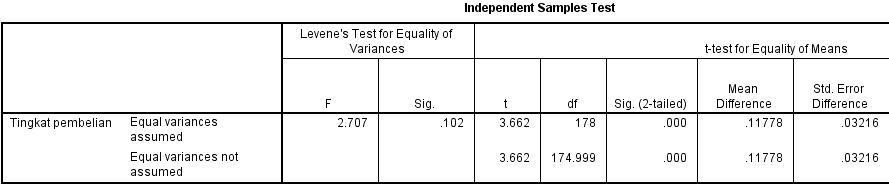 Independent Samples Test
Levene's Test for Equality of
Variances
t-test for Equality of Means
F
Sig.
t
df
Sig. (2-tailed)
Mean
Difference
Std. Error
Difference
Tingkat pembelian
Equal variances
assumed
2.707
.102
3.662
178
.000
.11778
.03216
Equal variances not
assumed
3.662
174.999
.000
.11778
.03216